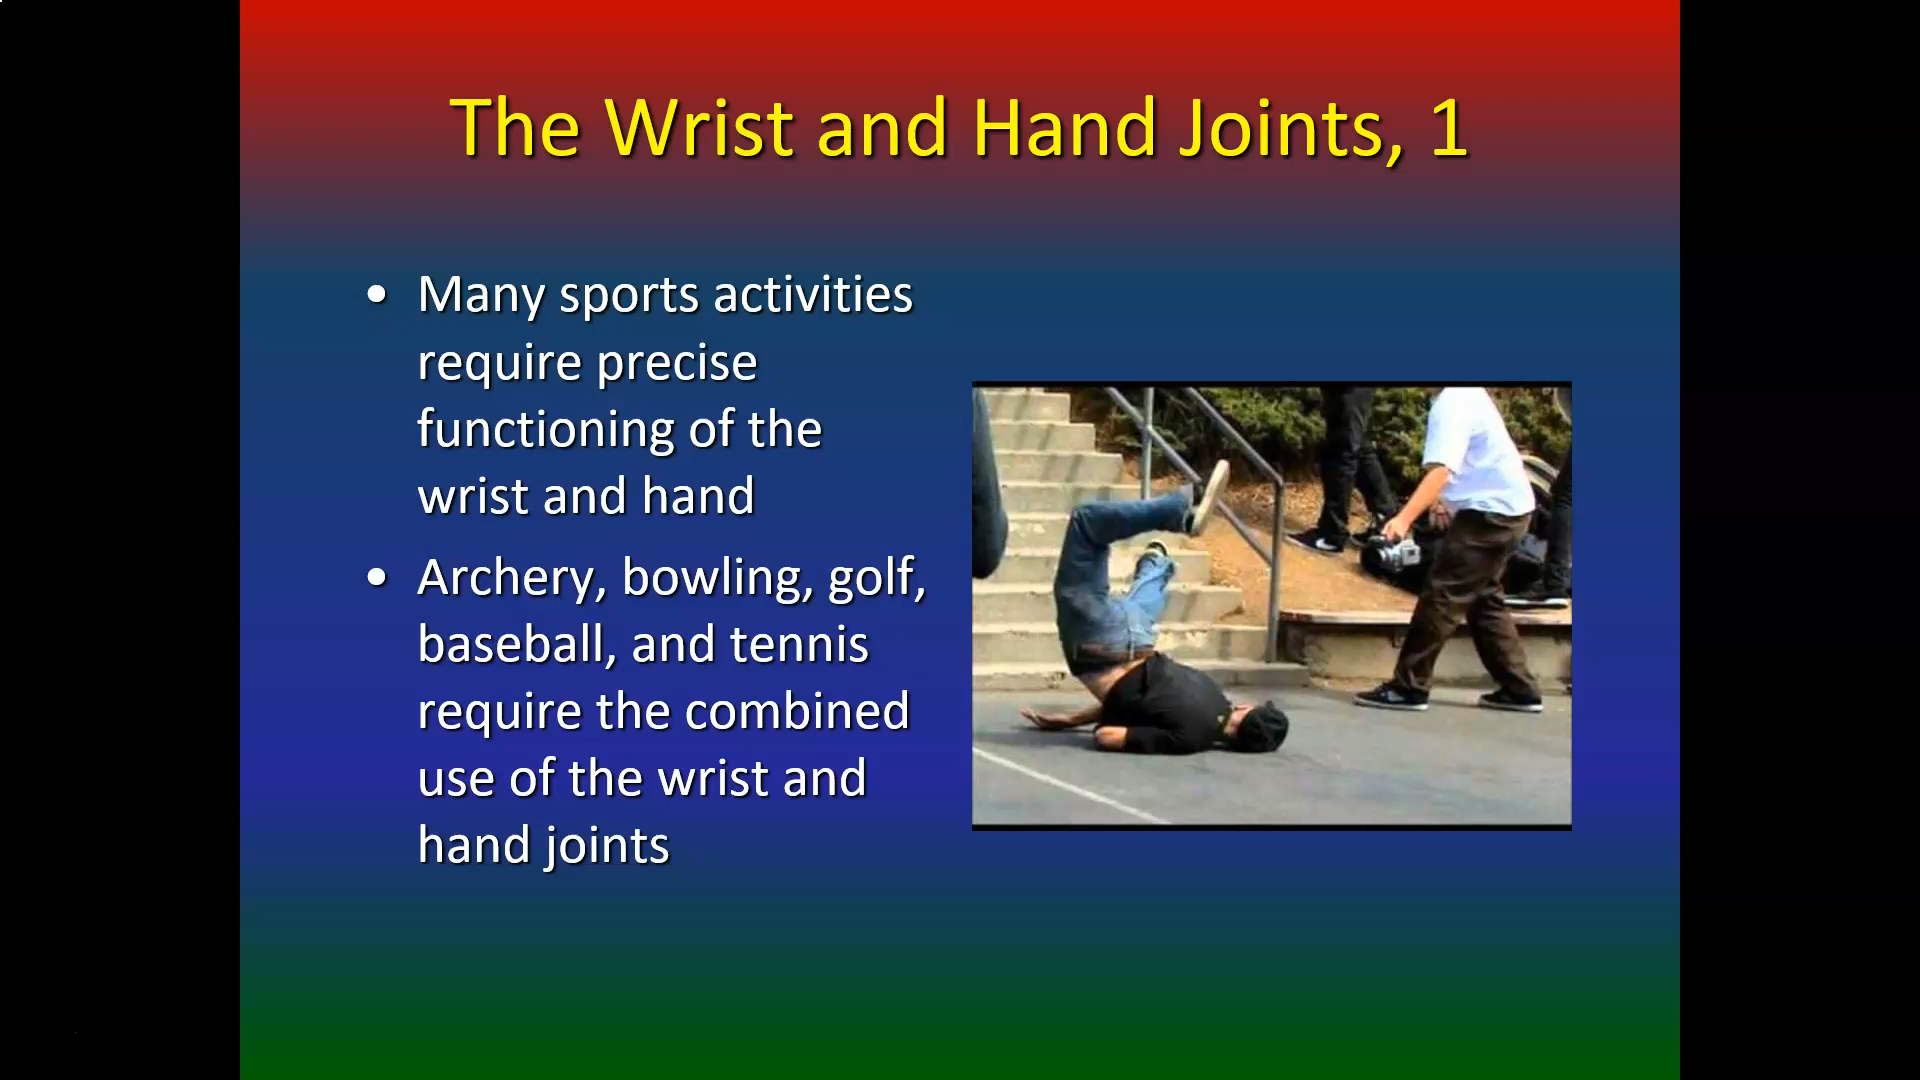 The Wrist and Hand Joints, 1
• Many sports activities
require precise
functioning of the
wrist and hand
• Archery, bowling, golf,
baseball, and tennis
require the combined
use of the wrist and
hand joints